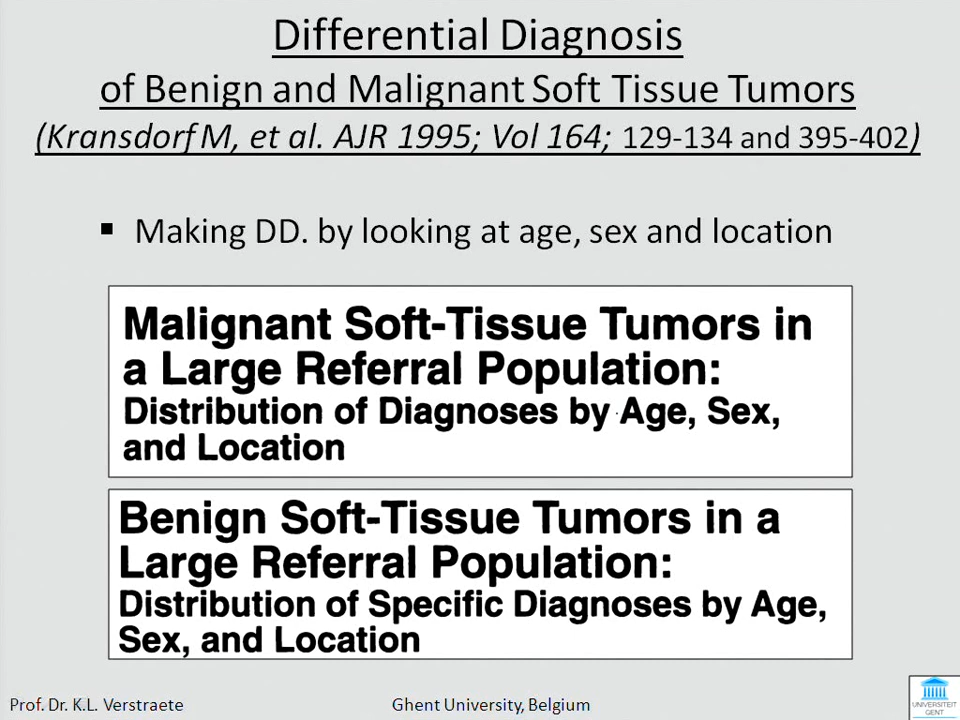 Differential Diagnosis
of Benign and Malignant Soft Tissue Tumors
(Kransdorf M, et al. AJR 1995; Vol 164; 129-134 and 395-402)
▪ Making DD. by looking at age, sex and location
Malignant Soft-Tissue Tumors in
a Large Referral Population:
Distribution of Diagnoses by Age, Sex,
and Location
Benign Soft-Tissue Tumors in a
Large Referral Population:
Distribution of Specific Diagnoses by Age,
Sex, and Location
Prof. Dr. K.L. Verstraete
Ghent University, Belgium
UNIVERSITEIT
GENT